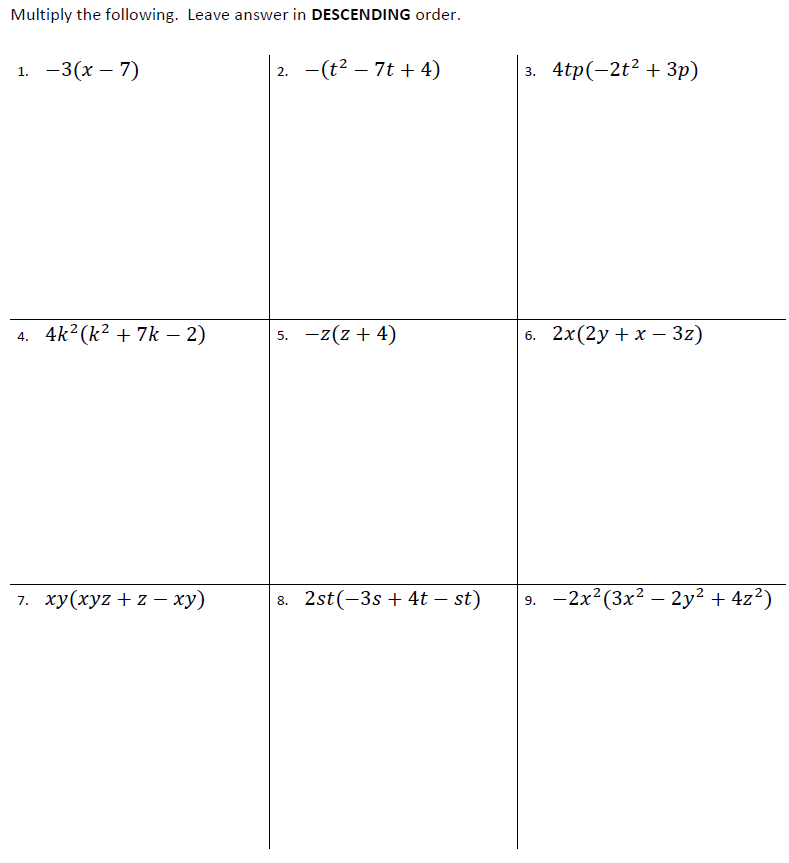 Multiply the following.  Leave answer in DESCENDING order.
1. −3(x − 7)
2. −(t² − 7t + 4)
3. 4tp(−2t² + 3p)
4. 4k²(k² + 7k − 2)
5. −z(z + 4)
6. 2x(2y + x − 3z)
7. xy(xyz + z − xy)
8. 2st(−3s + 4t − st)
9. −2x²(3x² − 2y² + 4z²)